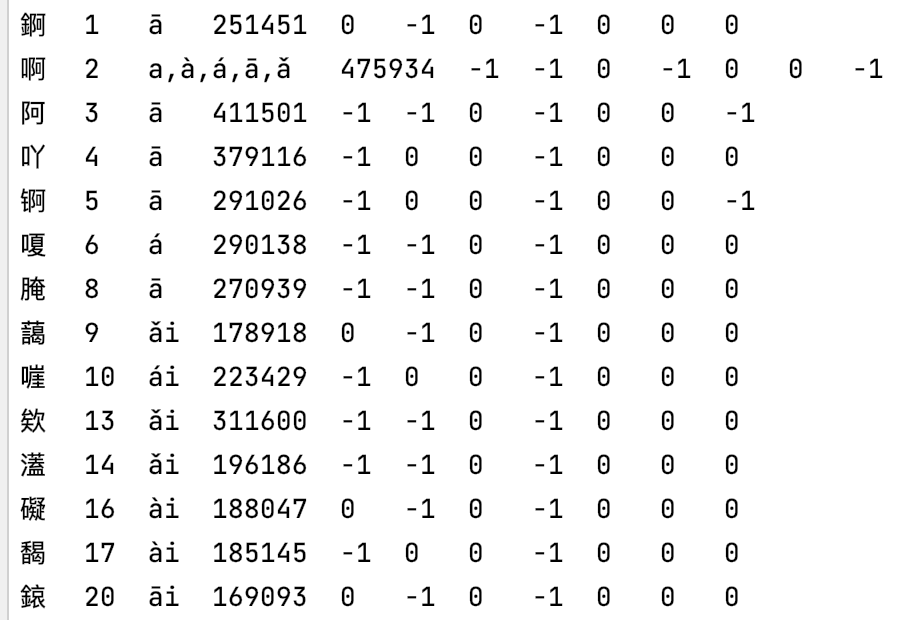 錒 1 ā 251451 0 -1 0 -1 0 0 0
啊 2 a,à,á,ā,ǎ 475934 -1 -1 0 -1 0 0 -1
阿 3 ā 411501 -1 -1 0 -1 0 0 -1
吖 4 ā 379116 -1 0 0 -1 0 0 0
锕 5 ā 291026 -1 0 0 -1 0 0 -1
嗄 6 á 290138 -1 -1 0 -1 0 0 0
腌 8 ā 270939 -1 -1 0 -1 0 0 0
藹 9 ǎi 178918 0 -1 0 -1 0 0 0
嘊 10 ái 223429 -1 0 0 -1 0 0 0
欸 13 ǎi 311600 -1 -1 0 -1 0 0 0
濭 14 ǎi 196186 -1 -1 0 -1 0 0 0
礙 16 ài 188047 0 -1 0 -1 0 0 0
馤 17 ài 185145 -1 0 0 -1 0 0 0
鎄 20 āi 169093 0 -1 0 -1 0 0 0